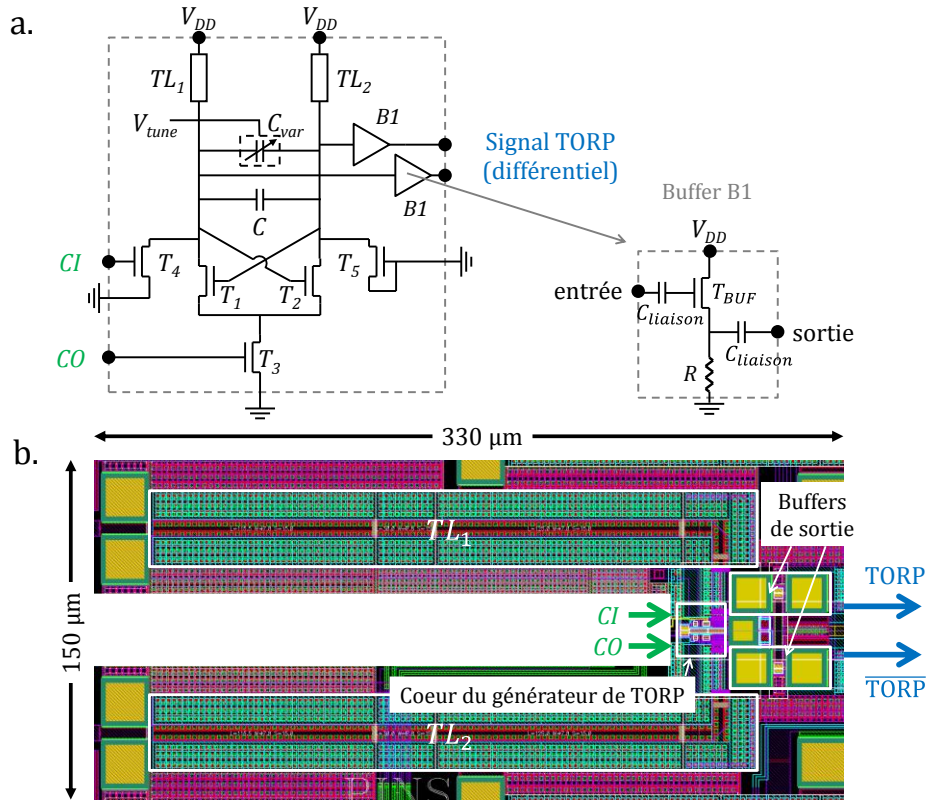 a.
V_DD
V_DD
TL_1
TL_2
V_tune
C_var
B1
B1
Signal TORP
(différentiel)
C
CI
T_4
T_1
T_2
T_5
CO
T_3
Buffer B1
V_DD
entrée
T_BUF
C_liaison
sortie
C_liaison
R
330 µm
b.
150 µm
TL_1
Buffers
de sortie
TORP
CI
CO
T̅O̅R̅P̅
Coeur du générateur de TORP
TL_2